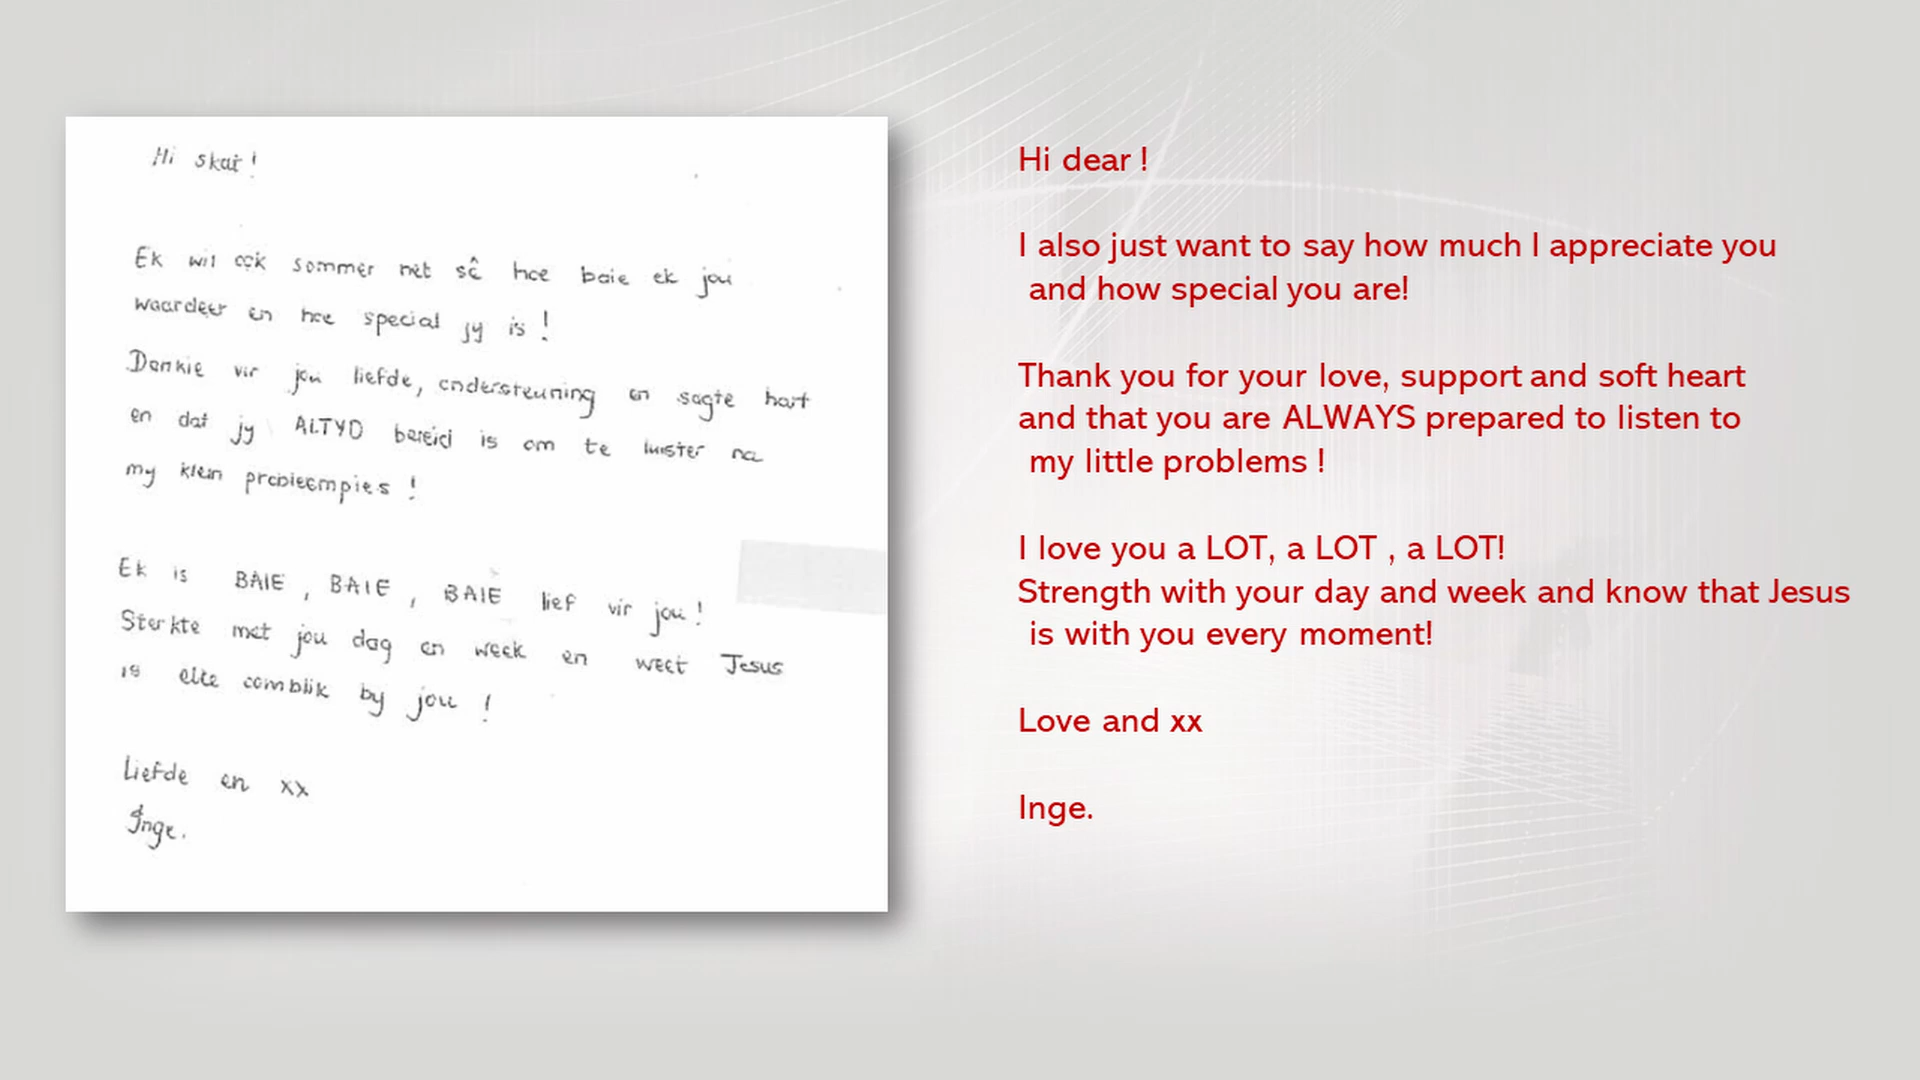 Hi skat !
Ek wil ook sommer net sê hoe baie ek jou
waardeer en hoe special jy is !
Dankie vir jou liefde, ondersteuning en sagte hart
en dat jy ALTYD bereid is om te luister na
my klein probleempies !
Ek is BAIE , BAIE , BAIE lief vir jou !
Sterkte met jou dag en week en weet Jesus
is elke oomblik by jou !
Liefde en xx
Inge.
Hi dear !
I also just want to say how much I appreciate you
and how special you are!
Thank you for your love, support and soft heart
and that you are ALWAYS prepared to listen to
my little problems !
I love you a LOT, a LOT , a LOT!
Strength with your day and week and know that Jesus
is with you every moment!
Love and xx
Inge.